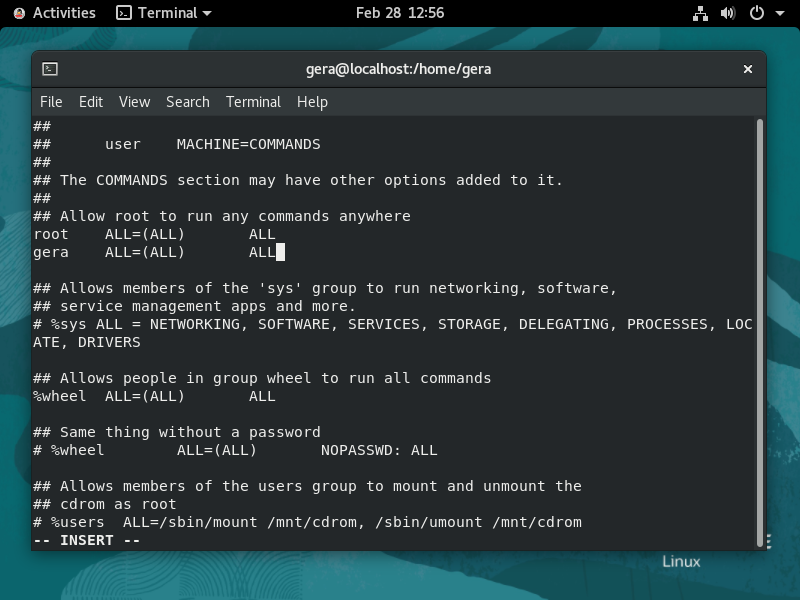 Activities Terminal Feb 28 12:56
gera@localhost:/home/gera ×
File Edit View Search Terminal Help
##
## user MACHINE=COMMANDS
##
## The COMMANDS section may have other options added to it.
##
## Allow root to run any commands anywhere
root ALL=(ALL) ALL
gera ALL=(ALL) ALL
## Allows members of the 'sys' group to run networking, software,
## service management apps and more.
# %sys ALL = NETWORKING, SOFTWARE, SERVICES, STORAGE, DELEGATING, PROCESSES, LOC
ATE, DRIVERS
## Allows people in group wheel to run all commands
%wheel ALL=(ALL) ALL
## Same thing without a password
# %wheel ALL=(ALL) NOPASSWD: ALL
## Allows members of the users group to mount and unmount the
## cdrom as root
# %users ALL=/sbin/mount /mnt/cdrom, /sbin/umount /mnt/cdrom
-- INSERT --
Linux